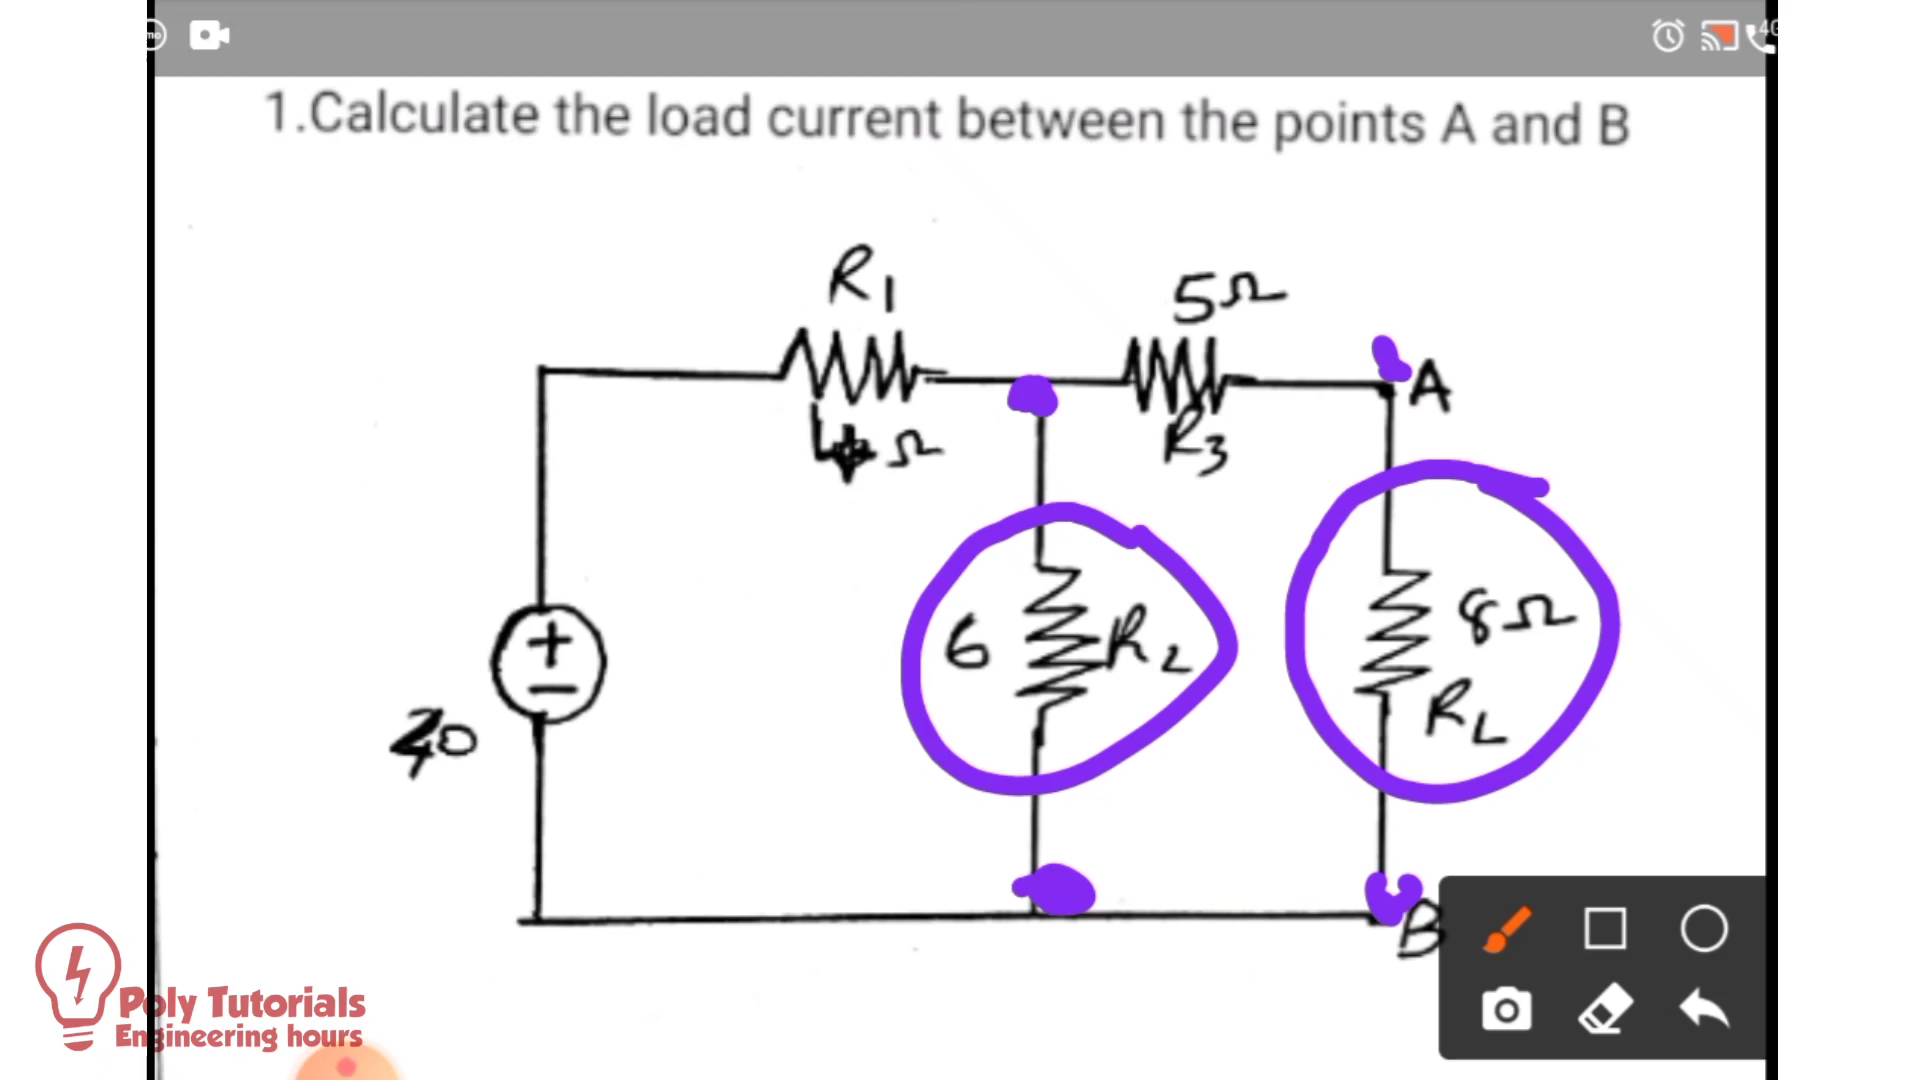 4G
1.Calculate the load current between the points A and B
R1
5Ω
A
4Ω
R3
6
R2
8Ω
RL
B
Poly Tutorials
Engineering hours